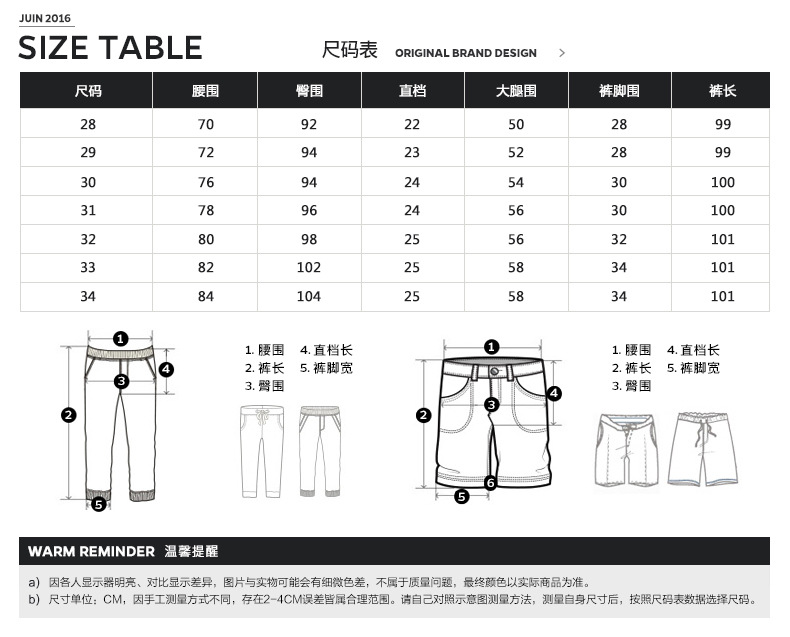 JUIN 2016
SIZE TABLE 尺码表 ORIGINAL BRAND DESIGN >
尺码 腰围 臀围 直档 大腿围 裤脚围 裤长
28 70 92 22 50 28 99
29 72 94 23 52 28 99
30 76 94 24 54 30 100
31 78 96 24 56 30 100
32 80 98 25 56 32 101
33 82 102 25 58 34 101
34 84 104 25 58 34 101
1
4
3
2
5
1. 腰围 4. 直档长
2. 裤长 5. 裤脚宽
3. 臀围
1
4
3
2
6
5
1. 腰围 4. 直档长
2. 裤长 5. 裤脚宽
3. 臀围
WARM REMINDER 温馨提醒
a) 因各人显示器明亮、对比显示差异，图片与实物可能会有细微色差，不属于质量问题，最终颜色以实际商品为准。
b) 尺寸单位：CM，因手工测量方式不同，存在2-4CM误差皆属合理范围。请自己对照示意图测量方法，测量自身尺寸后，按照尺码表数据选择尺码。